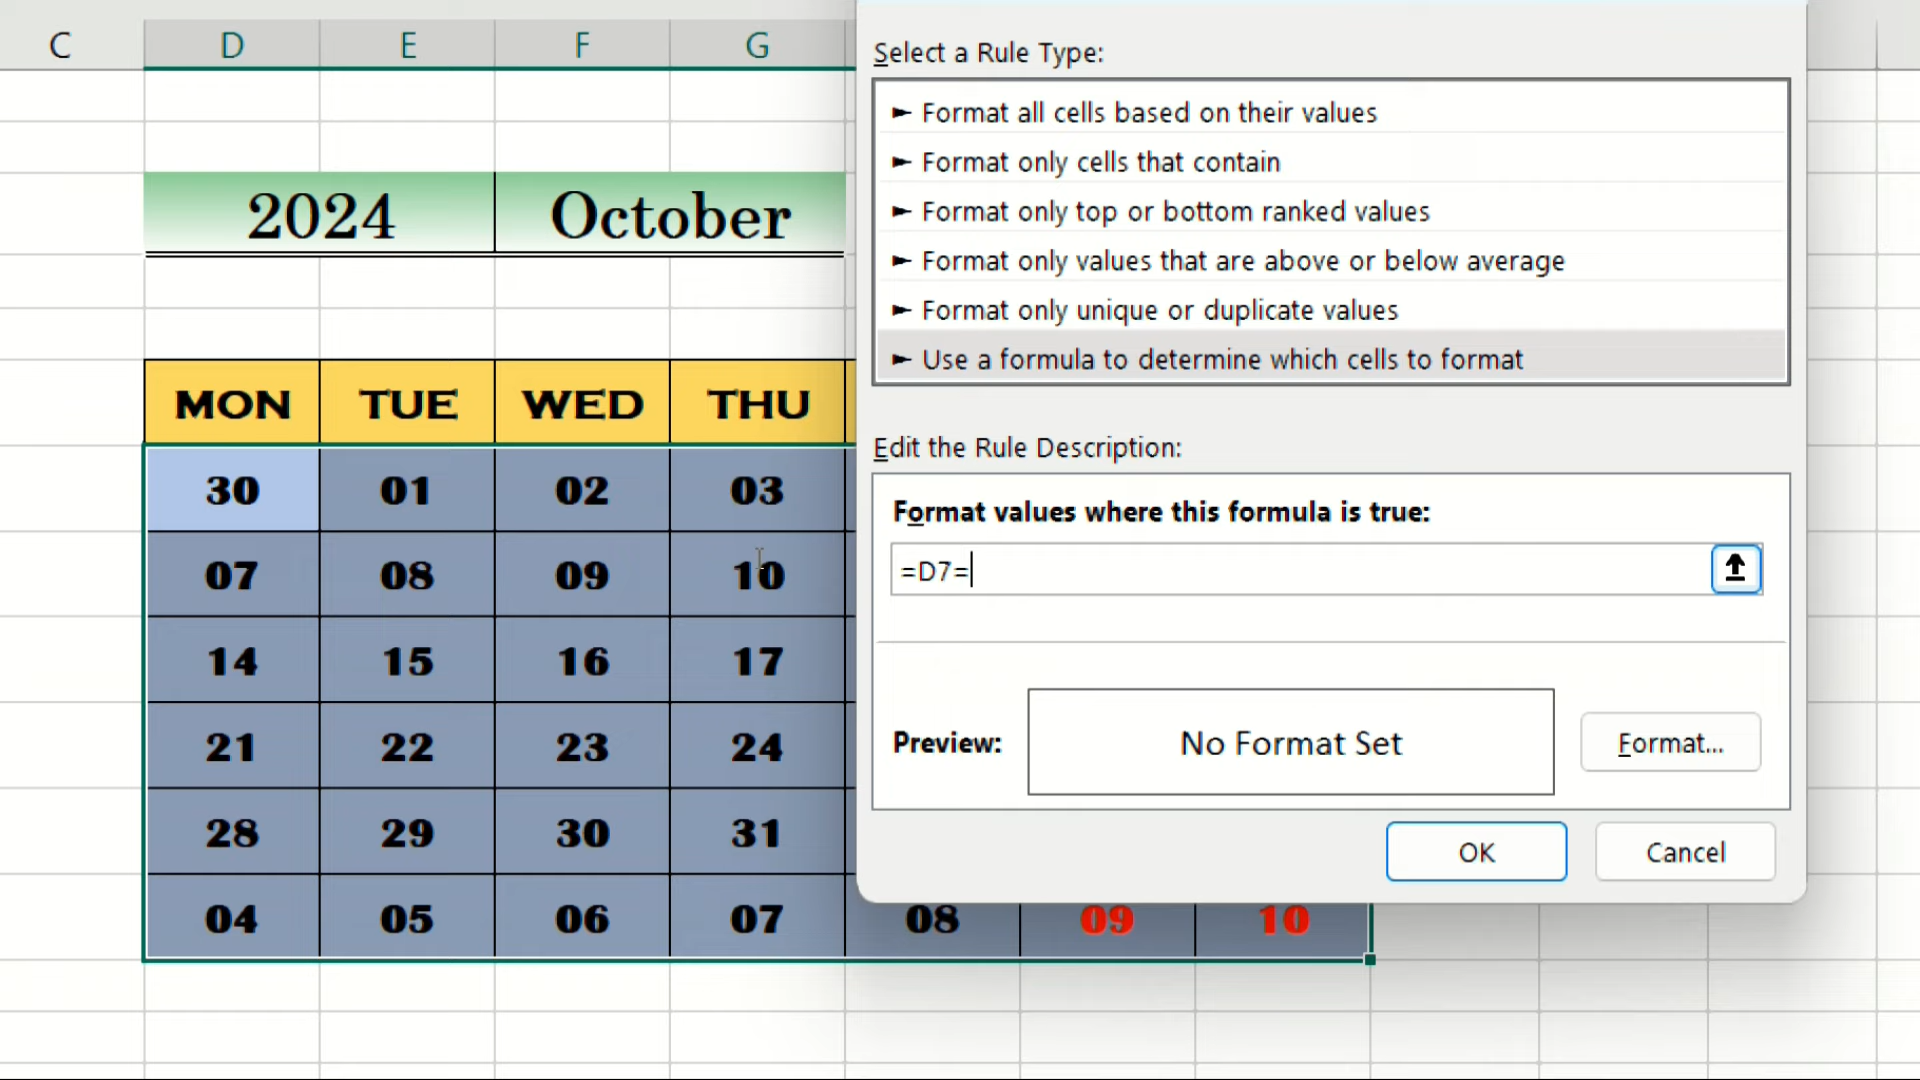 C D E F G
2024 October
MON TUE WED THU
30 01 02 03
07 08 09 10
14 15 16 17
21 22 23 24
28 29 30 31
04 05 06 07 08 09 10
Select a Rule Type:
► Format all cells based on their values
► Format only cells that contain
► Format only top or bottom ranked values
► Format only values that are above or below average
► Format only unique or duplicate values
► Use a formula to determine which cells to format
Edit the Rule Description:
Format values where this formula is true:
=D7=
Preview: No Format Set Format...
OK Cancel